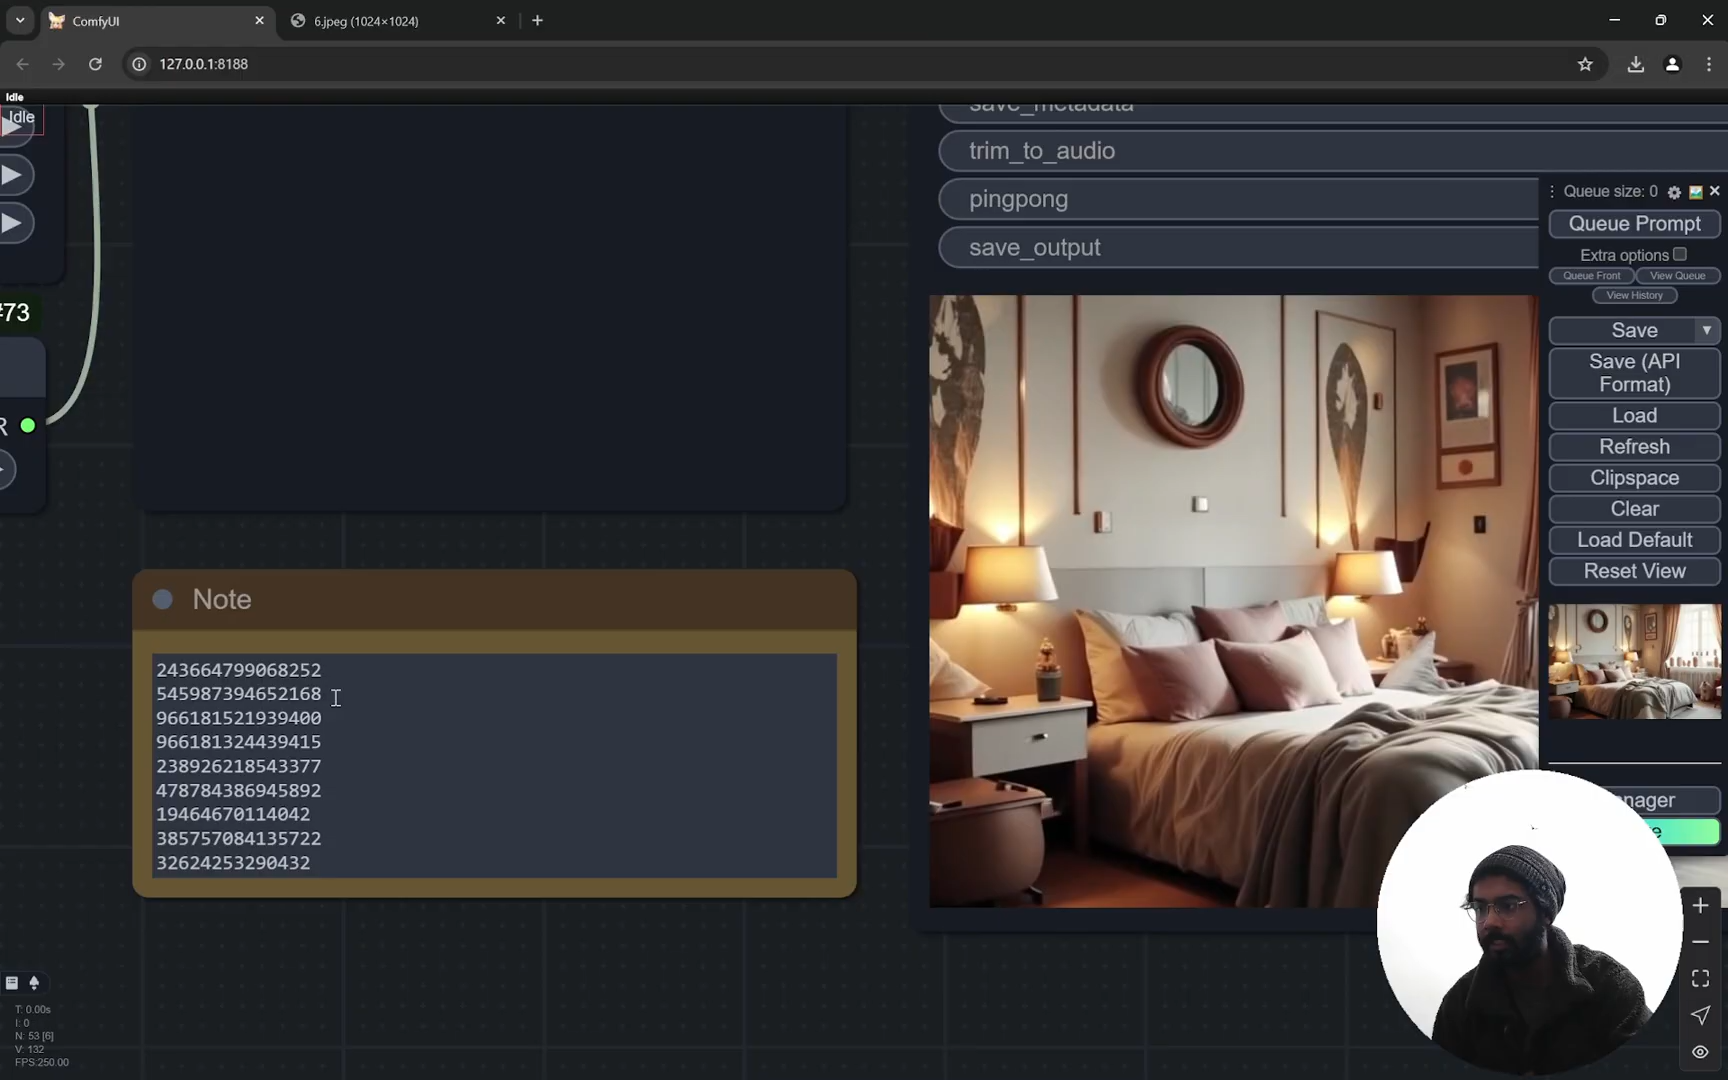 ComfyUI
6.jpeg (1024×1024)
127.0.0.1:8188
Idle
Idle
save_metadata
trim_to_audio
pingpong
save_output
Queue size: 0
Queue Prompt
Extra options
Queue Front
View Queue
View History
Save
Save (API
Format)
Load
Refresh
Clipspace
Clear
Load Default
Reset View
#73
R
Note
243664799068252
545987394652168
966181521939400
966181324439415
238926218543377
478784386945892
19464670114042
385757084135722
32624253290432
T: 0.00s
I: 0
N: 53 [6]
V: 132
FPS:250.00